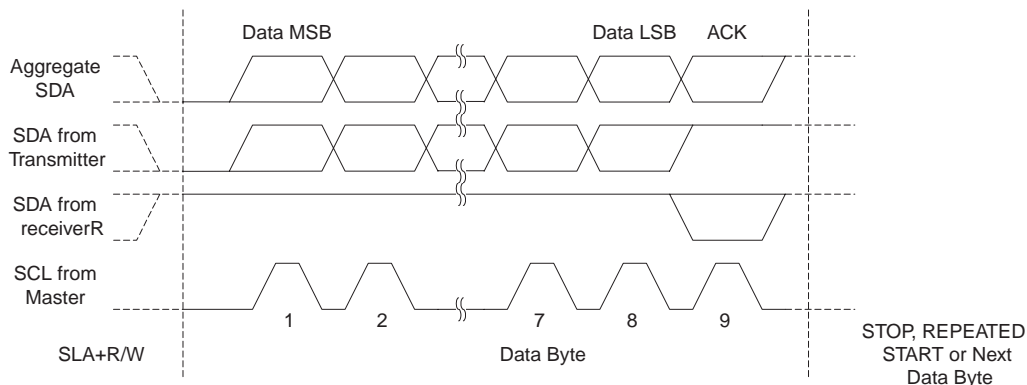 Data MSB
Data LSB
ACK
Aggregate
SDA
SDA from
Transmitter
SDA from
receiverR
SCL from
Master
1
2
7
8
9
SLA+R/W
Data Byte
STOP, REPEATED
START or Next
Data Byte